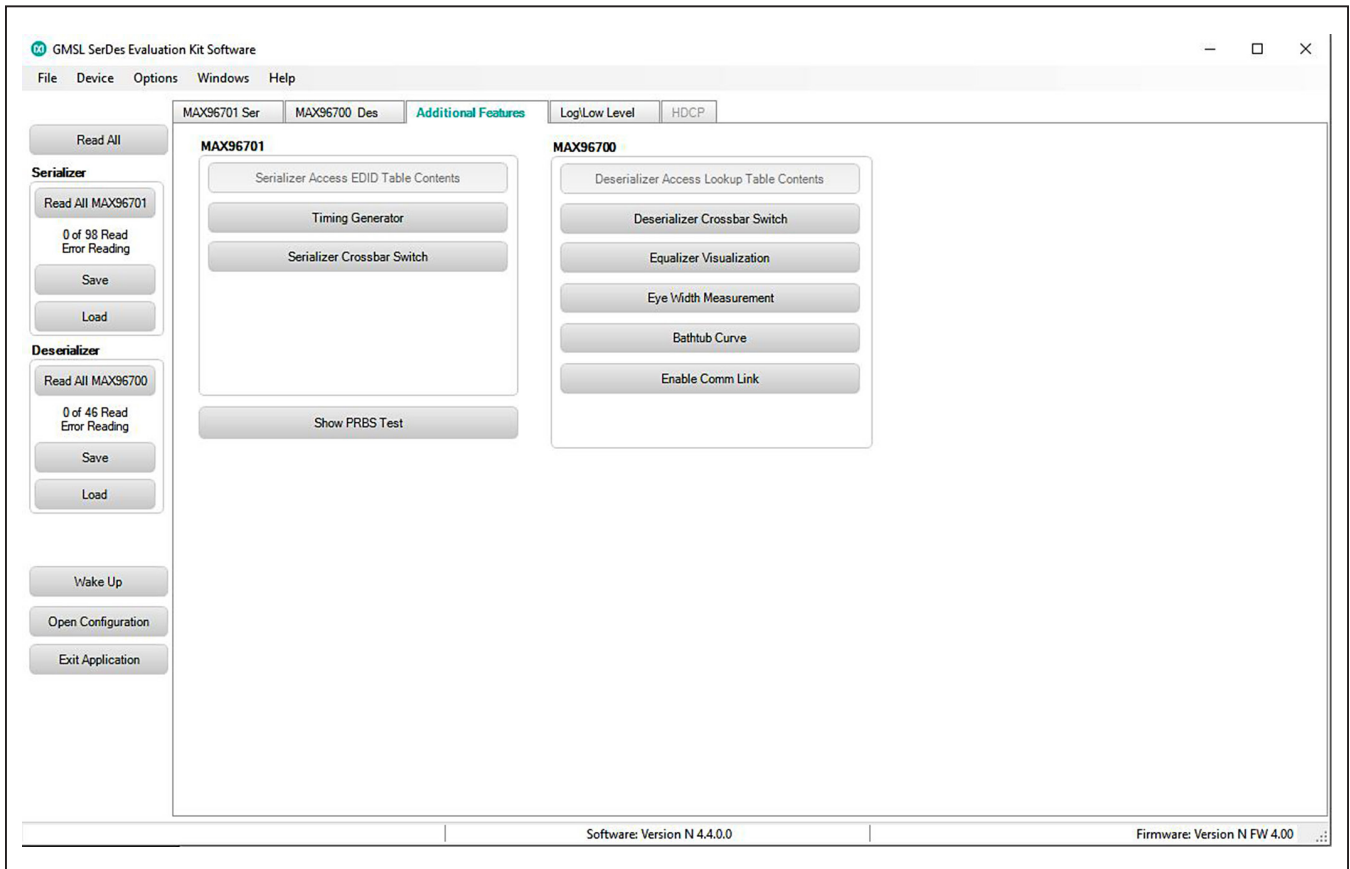 GMSL SerDes Evaluation Kit Software
File Device Options Windows Help
MAX96701 Ser MAX96700 Des Additional Features Log\Low Level HDCP
Read All
Serializer
Read All MAX96701
0 of 98 Read
Error Reading
Save
Load
Deserializer
Read All MAX96700
0 of 46 Read
Error Reading
Save
Load
Wake Up
Open Configuration
Exit Application
MAX96701
Serializer Access EDID Table Contents
Timing Generator
Serializer Crossbar Switch
Show PRBS Test
MAX96700
Deserializer Access Lookup Table Contents
Deserializer Crossbar Switch
Equalizer Visualization
Eye Width Measurement
Bathtub Curve
Enable Comm Link
Software: Version N 4.4.0.0
Firmware: Version N FW 4.00